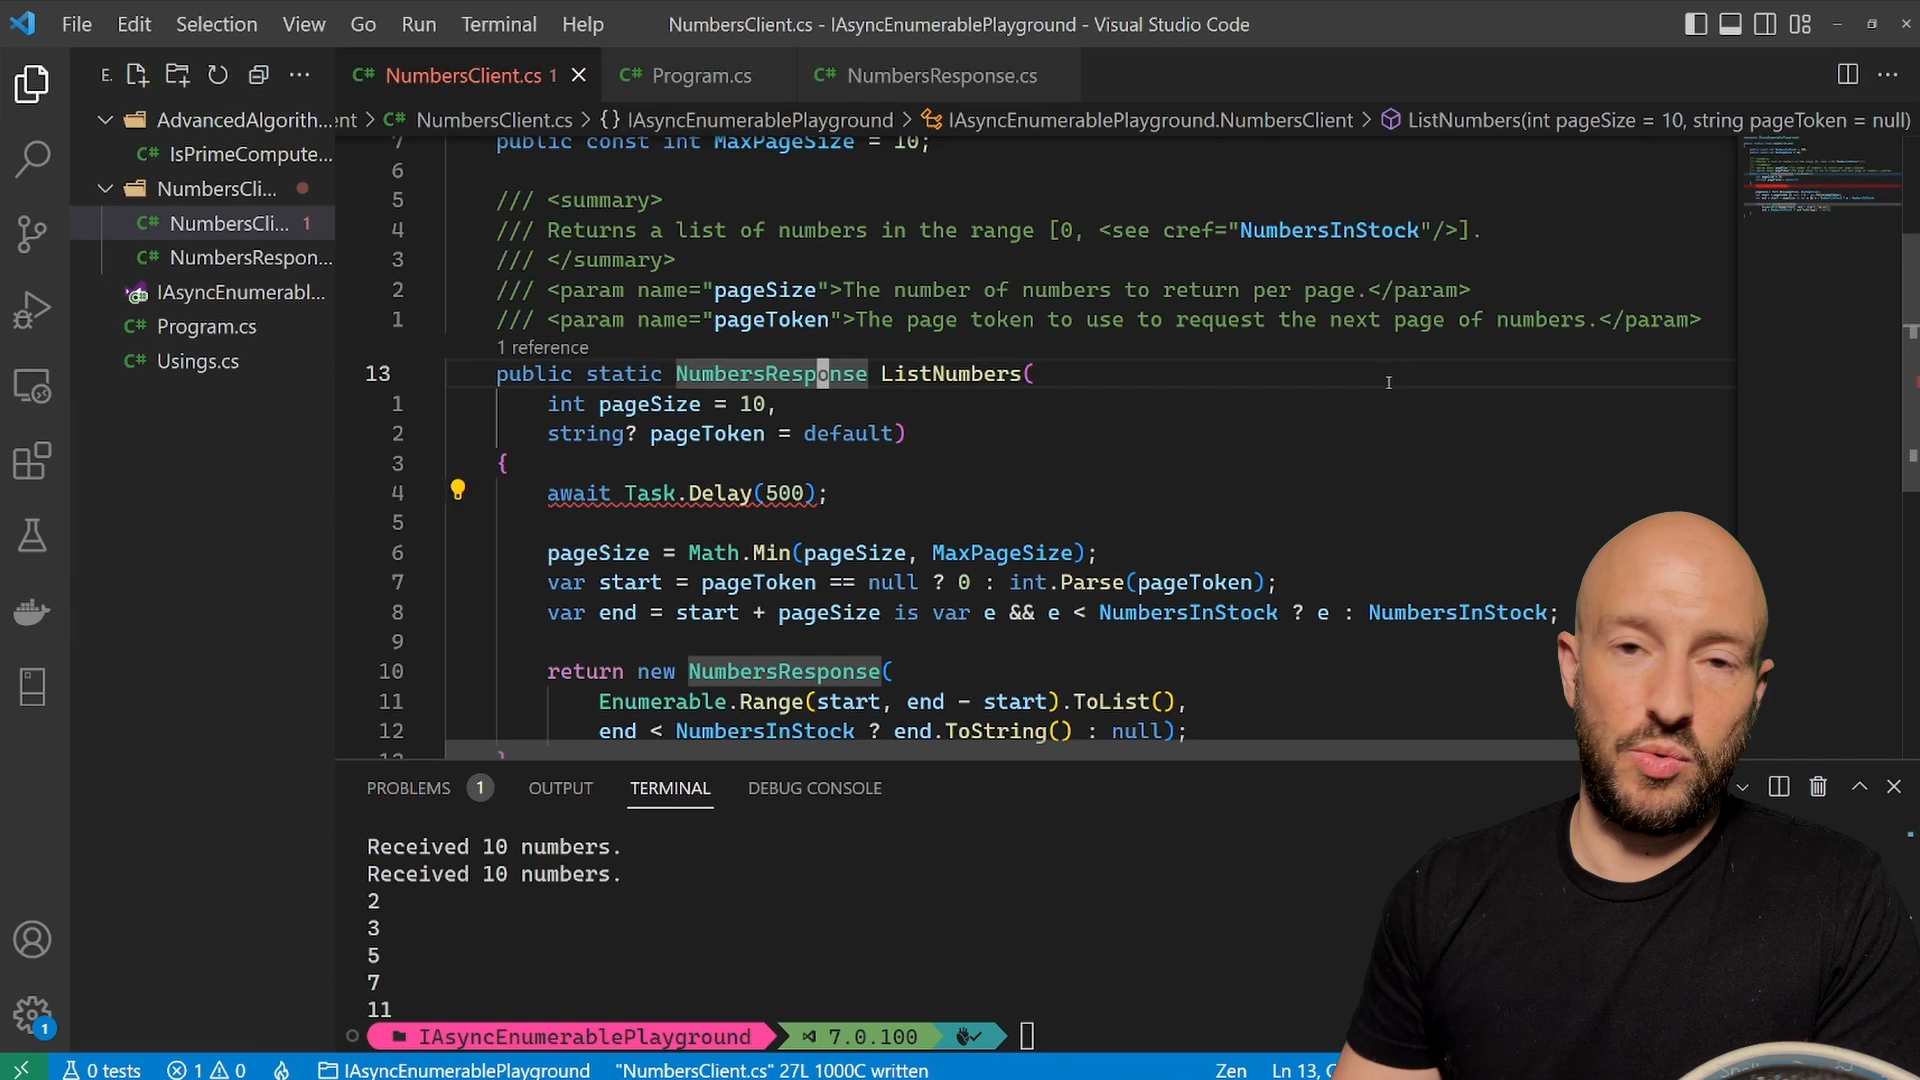 File Edit Selection View Go Run Terminal Help NumbersClient.cs - IAsyncEnumerablePlayground - Visual Studio Code
E.
C# NumbersClient.cs 1
C# Program.cs
C# NumbersResponse.cs
ent > C# NumbersClient.cs > {} IAsyncEnumerablePlayground > IAsyncEnumerablePlayground.NumbersClient > ListNumbers(int pageSize = 10, string pageToken = null)
AdvancedAlgorith...
C# IsPrimeCompute...
NumbersCli...
C# NumbersCli... 1
C# NumbersRespon...
IAsyncEnumerabl...
C# Program.cs
C# Usings.cs
7 public const int MaxPageSize = 10;
6
5 /// <summary>
4 /// Returns a list of numbers in the range [0, <see cref="NumbersInStock"/>].
3 /// </summary>
2 /// <param name="pageSize">The number of numbers to return per page.</param>
1 /// <param name="pageToken">The page token to use to request the next page of numbers.</param>
1 reference
13 public static NumbersResponse ListNumbers(
1 int pageSize = 10,
2 string? pageToken = default)
3 {
4 await Task.Delay(500);
5
6 pageSize = Math.Min(pageSize, MaxPageSize);
7 var start = pageToken == null ? 0 : int.Parse(pageToken);
8 var end = start + pageSize is var e && e < NumbersInStock ? e : NumbersInStock;
9
10 return new NumbersResponse(
11 Enumerable.Range(start, end - start).ToList(),
12 end < NumbersInStock ? end.ToString() : null);
PROBLEMS 1 OUTPUT TERMINAL DEBUG CONSOLE
Received 10 numbers.
Received 10 numbers.
2
3
5
7
11
IAsyncEnumerablePlayground 7.0.100
1
0 tests 1 0 IAsyncEnumerablePlayground "NumbersClient.cs" 27L 1000C written Zen Ln 13,